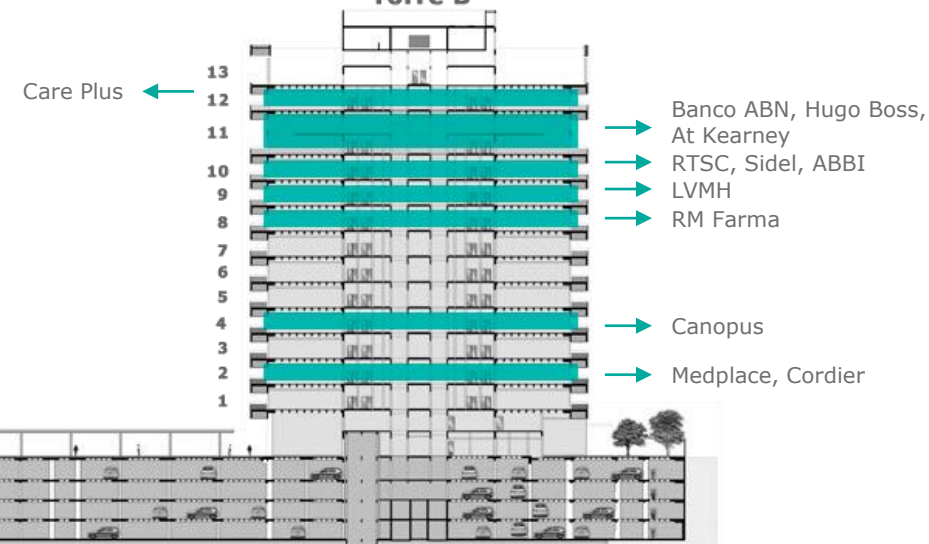 Torre B
13
Care Plus
12
Banco ABN, Hugo Boss,
11
At Kearney
RTSC, Sidel, ABBI
10
LVMH
9
RM Farma
8
7
6
5
4
Canopus
3
2
Medplace, Cordier
1